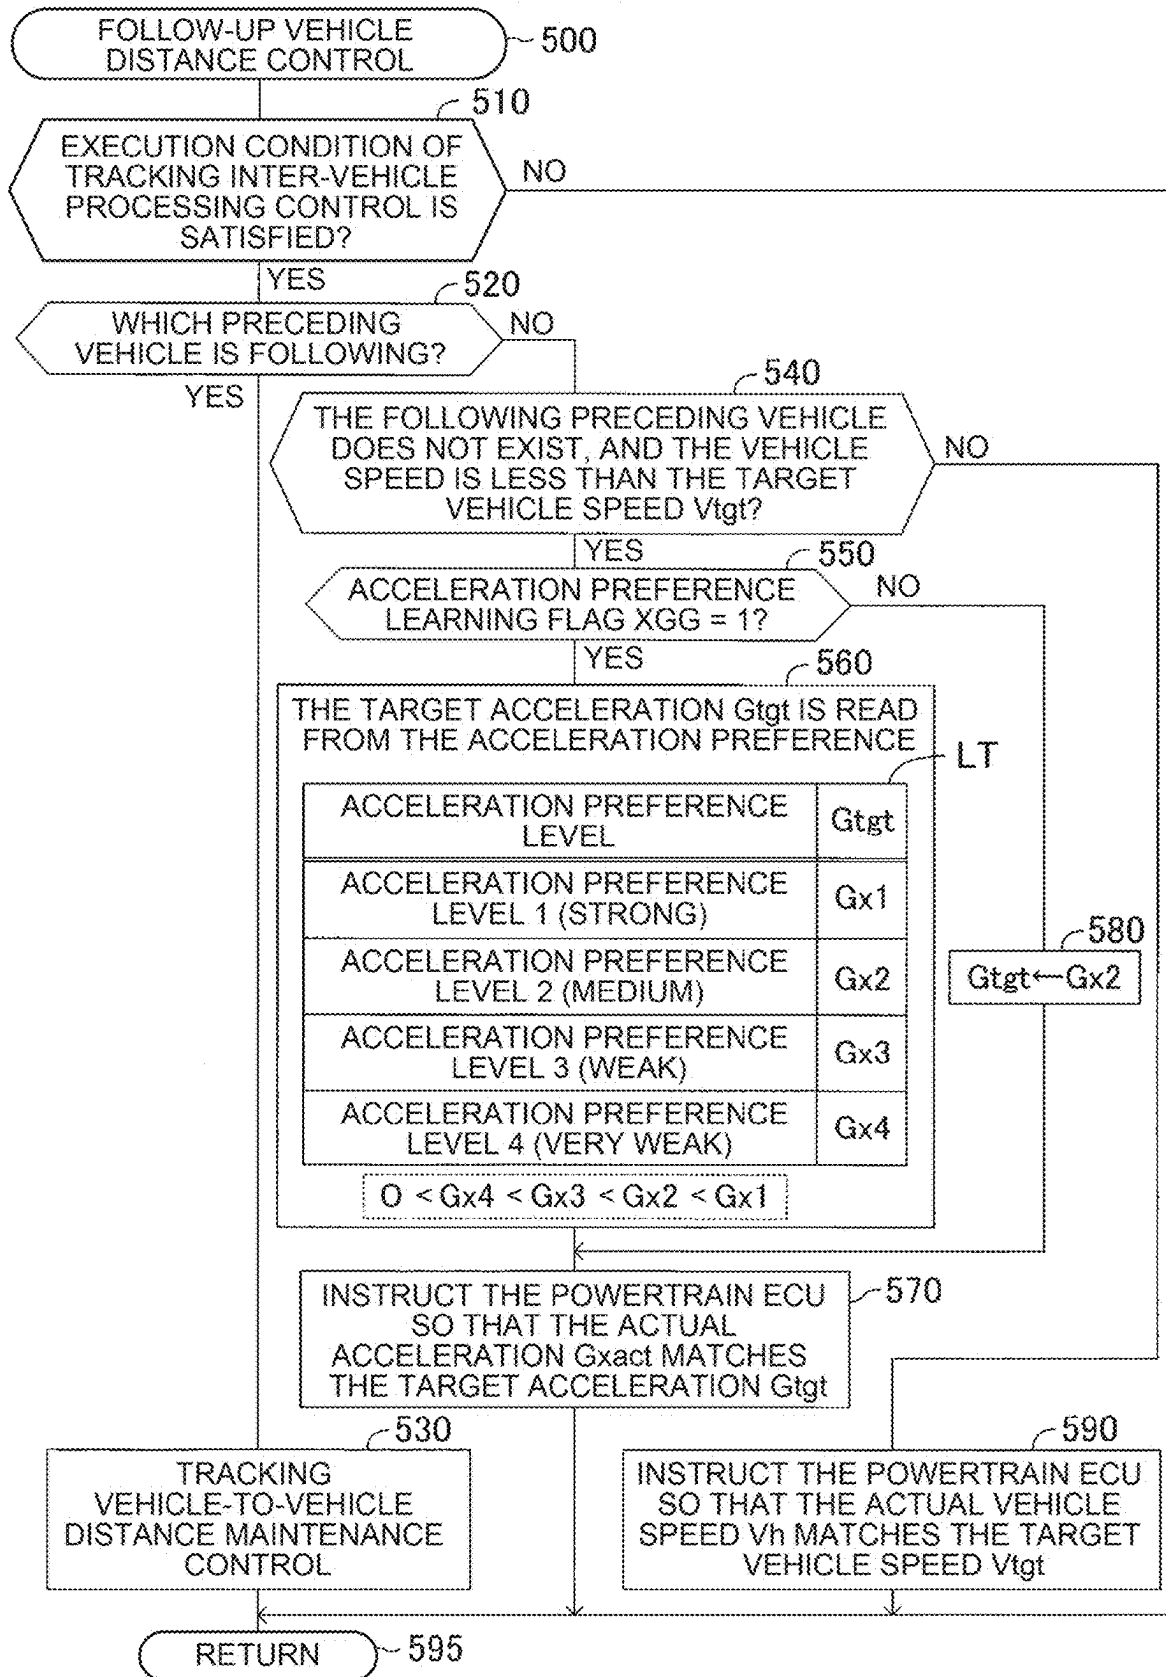 FOLLOW-UP VEHICLE
DISTANCE CONTROL
500
510
EXECUTION CONDITION OF
TRACKING INTER-VEHICLE
PROCESSING CONTROL IS
SATISFIED?
NO
YES
520
WHICH PRECEDING
VEHICLE IS FOLLOWING?
NO
YES
540
THE FOLLOWING PRECEDING VEHICLE
DOES NOT EXIST, AND THE VEHICLE
SPEED IS LESS THAN THE TARGET
VEHICLE SPEED Vtgt?
NO
YES
550
ACCELERATION PREFERENCE
LEARNING FLAG XGG = 1?
NO
YES
560
THE TARGET ACCELERATION Gtgt IS READ
FROM THE ACCELERATION PREFERENCE
LT
ACCELERATION PREFERENCE
LEVEL
Gtgt
ACCELERATION PREFERENCE
LEVEL 1 (STRONG)
Gx1
ACCELERATION PREFERENCE
LEVEL 2 (MEDIUM)
Gx2
ACCELERATION PREFERENCE
LEVEL 3 (WEAK)
Gx3
ACCELERATION PREFERENCE
LEVEL 4 (VERY WEAK)
Gx4
0 < Gx4 < Gx3 < Gx2 < Gx1
580
Gtgt←Gx2
570
INSTRUCT THE POWERTRAIN ECU
SO THAT THE ACTUAL
ACCELERATION Gxact MATCHES
THE TARGET ACCELERATION Gtgt
530
TRACKING
VEHICLE-TO-VEHICLE
DISTANCE MAINTENANCE
CONTROL
590
INSTRUCT THE POWERTRAIN ECU
SO THAT THE ACTUAL VEHICLE
SPEED Vh MATCHES THE TARGET
VEHICLE SPEED Vtgt
RETURN
595